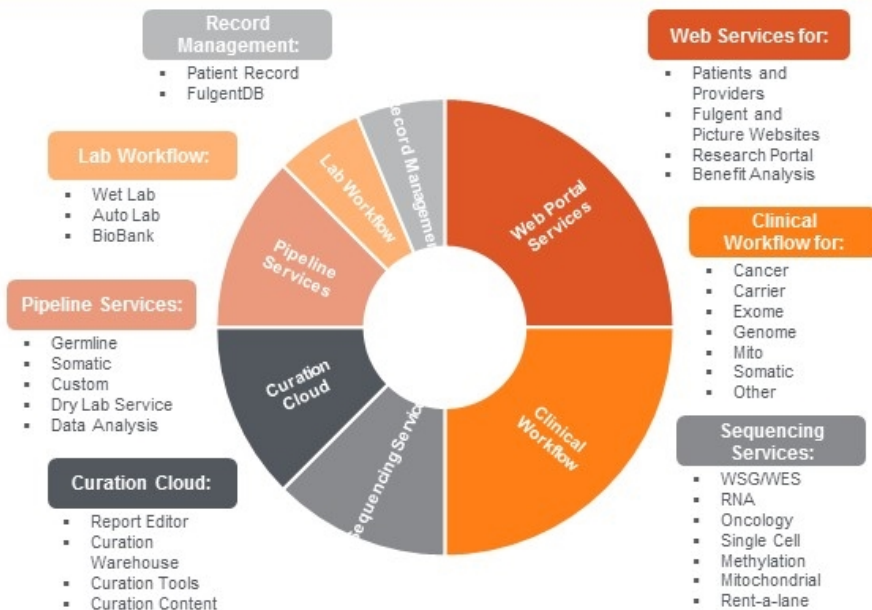 Record
Management:
▪ Patient Record
▪ FulgentDB
Web Services for:
▪ Patients and
Providers
▪ Fulgent and
Picture Websites
▪ Research Portal
▪ Benefit Analysis
Lab Workflow:
▪ Wet Lab
▪ Auto Lab
▪ BioBank
Clinical
Workflow for:
▪ Cancer
▪ Carrier
▪ Exome
▪ Genome
▪ Mito
▪ Somatic
▪ Other
Pipeline Services:
▪ Germline
▪ Somatic
▪ Custom
▪ Dry Lab Service
▪ Data Analysis
Sequencing
Services:
▪ WSG/WES
▪ RNA
▪ Oncology
▪ Single Cell
▪ Methylation
▪ Mitochondrial
▪ Rent-a-lane
Curation Cloud:
▪ Report Editor
▪ Curation
Warehouse
▪ Curation Tools
▪ Curation Content
Record Management
Lab Workflow
Pipeline
Services
Curation
Cloud
Sequencing Service
Clinical
Workflow
Web Portal
Services